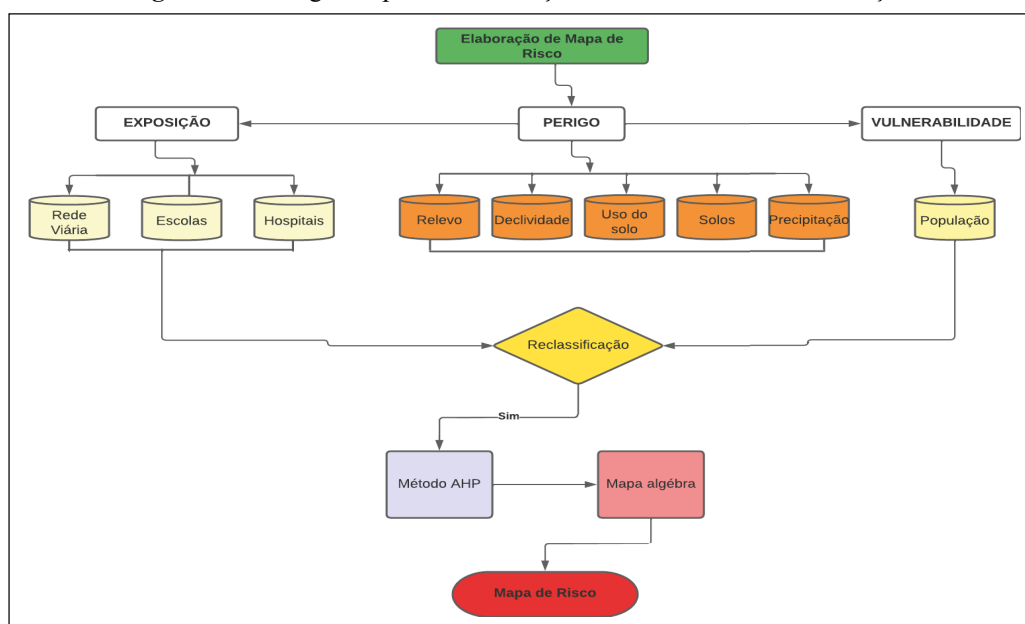 Elaboração de Mapa de
Risco
EXPOSIÇÃO
PERIGO
VULNERABILIDADE
Rede
Viária
Escolas
Hospitais
Relevo
Declividade
Uso do
solo
Solos
Precipitação
População
Reclassificação
Sim
Método AHP
Mapa algébra
Mapa de Risco